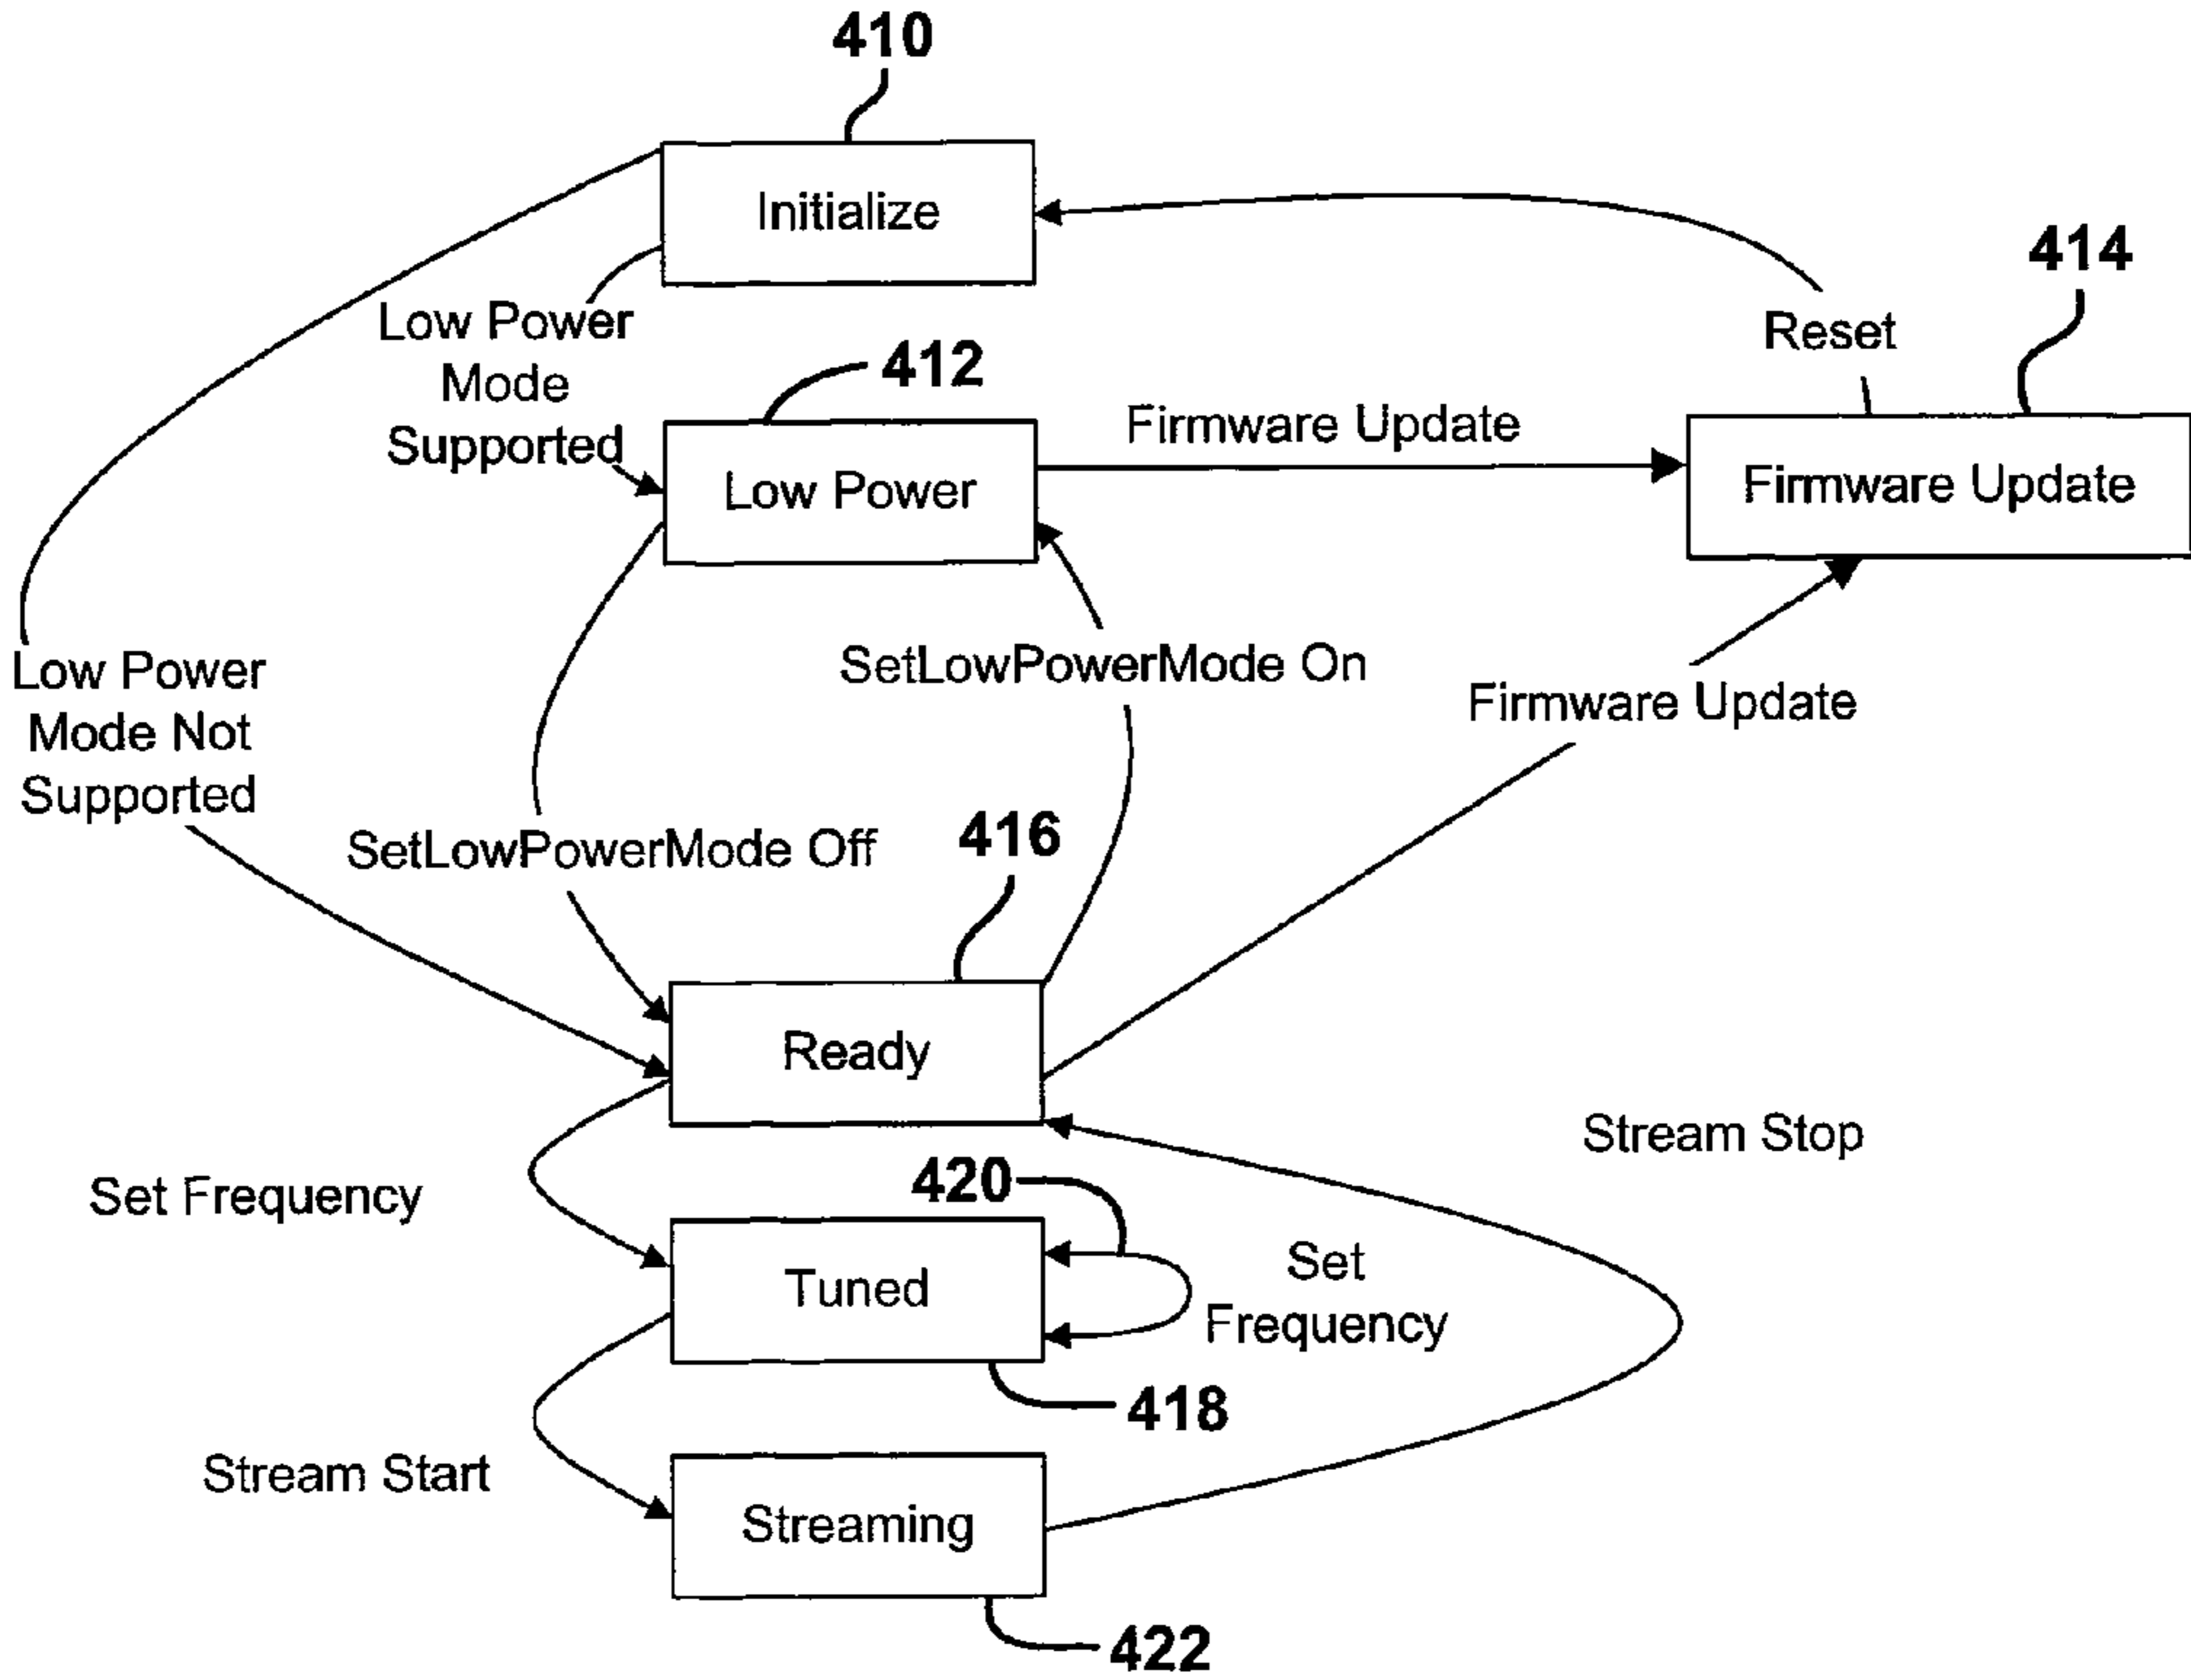 410
Initialize
414
Reset
Low Power
Mode
Supported
412
Low Power
Firmware Update
Firmware Update
Low Power
Mode Not
Supported
SetLowPowerMode On
Firmware Update
SetLowPowerMode Off
416
Ready
Stream Stop
Set Frequency
420
Tuned
Set
Frequency
418
Stream Start
Streaming
422